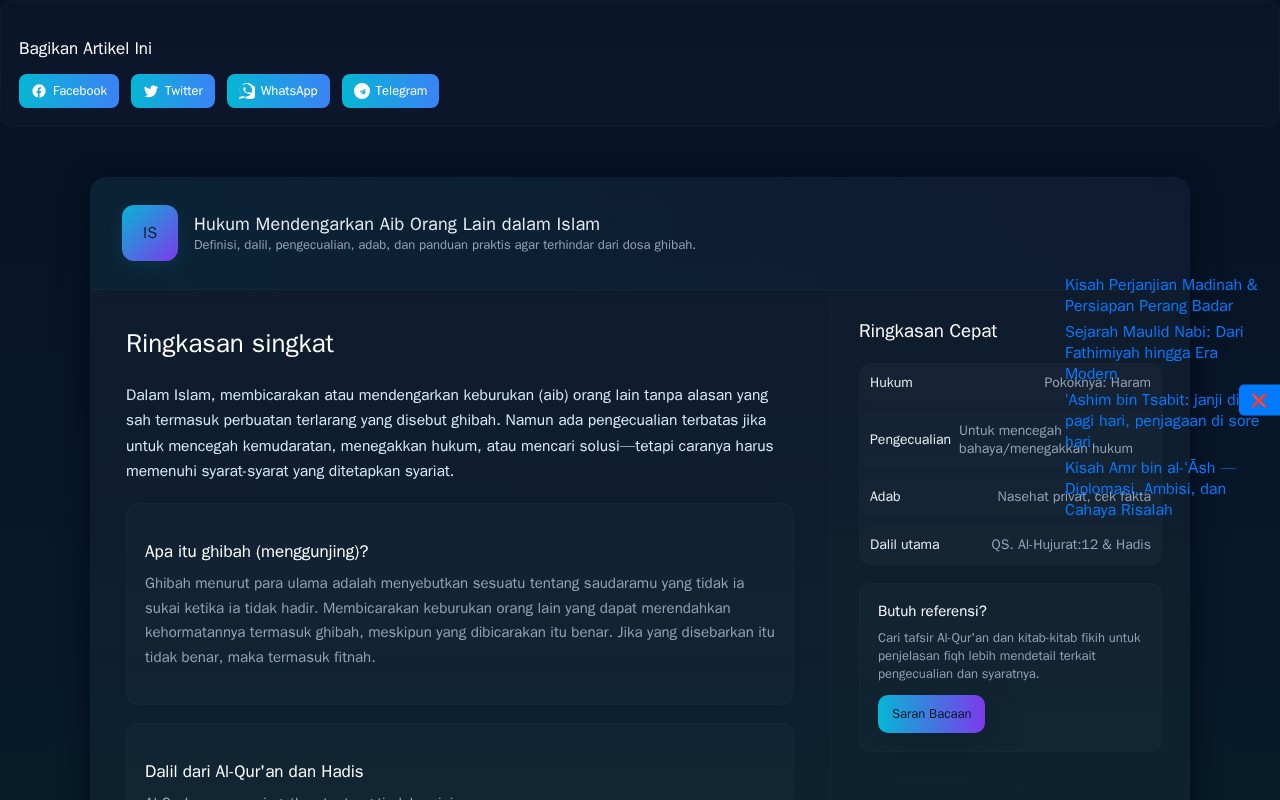 Bagikan Artikel Ini
Facebook
Twitter
WhatsApp
Telegram
IS
Hukum Mendengarkan Aib Orang Lain dalam Islam
Definisi, dalil, pengecualian, adab, dan panduan praktis agar terhindar dari dosa ghibah.
Ringkasan singkat
Dalam Islam, membicarakan atau mendengarkan keburukan (aib) orang lain tanpa alasan yang
sah termasuk perbuatan terlarang yang disebut ghibah. Namun ada pengecualian terbatas jika
untuk mencegah kemudaratan, menegakkan hukum, atau mencari solusi—tetapi caranya harus
memenuhi syarat-syarat yang ditetapkan syariat.
Apa itu ghibah (menggunjing)?
Ghibah menurut para ulama adalah menyebutkan sesuatu tentang saudaramu yang tidak ia
sukai ketika ia tidak hadir. Membicarakan keburukan orang lain yang dapat merendahkan
kehormatannya termasuk ghibah, meskipun yang dibicarakan itu benar. Jika yang disebarkan itu
tidak benar, maka termasuk fitnah.
Dalil dari Al-Qur'an dan Hadis
Ringkasan Cepat
Hukum
Pokoknya: Haram
Pengecualian
Untuk mencegah
bahaya/menegakkan hukum
Adab
Nasehat privat, cek fakta
Dalil utama
QS. Al-Hujurat:12 & Hadis
Butuh referensi?
Cari tafsir Al-Qur'an dan kitab-kitab fikih untuk
penjelasan fiqh lebih mendetail terkait
pengecualian dan syaratnya.
Saran Bacaan
Kisah Perjanjian Madinah &
Persiapan Perang Badar
Sejarah Maulid Nabi: Dari
Fathimiyah hingga Era
Modern
'Ashim bin Tsabit: janji di
pagi hari, penjagaan di sore
hari
Kisah Amr bin al-'Āsh —
Diplomasi, Ambisi, dan
Cahaya Risalah